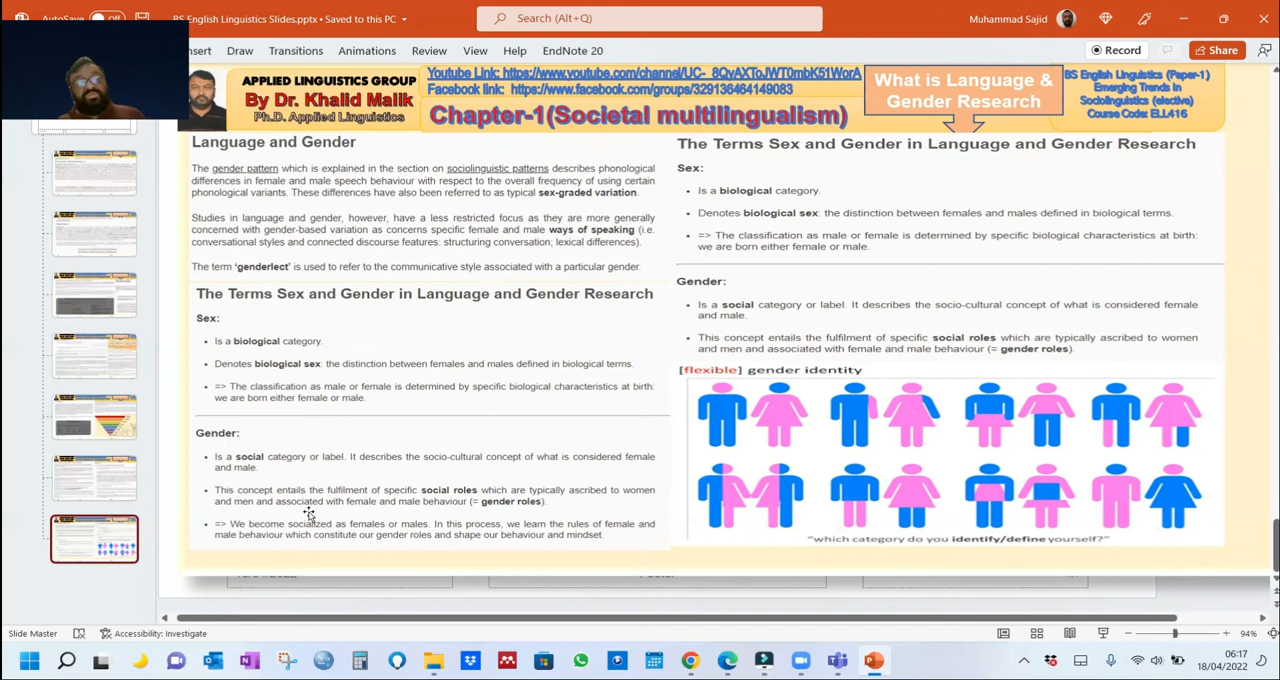 AutoSave Off
BS English Linguistics Slides.pptx • Saved to this PC
Search (Alt+Q)
Muhammad Sajid
nsert Draw Transitions Animations Review View Help EndNote 20
Record
Share
APPLIED LINGUISTICS GROUP
By Dr. Khalid Malik
Ph.D. Applied Linguistics
Youtube Link: https://www.youtube.com/channel/UC-_8QyAXToJWT0mbK51WorA
Facebook link: https://www.facebook.com/groups/329136464149083
Chapter-1(Societal multilingualism)
What is Language &
Gender Research
BS English Linguistics (Paper-1)
Emerging Trends in
Sociolinguistics (elective)
Course Code: ELL416
Language and Gender
The gender pattern which is explained in the section on sociolinguistic patterns describes phonological
differences in female and male speech behaviour with respect to the overall frequency of using certain
phonological variants. These differences have also been referred to as typical sex-graded variation.
Studies in language and gender, however, have a less restricted focus as they are more generally
concerned with gender-based variation as concerns specific female and male ways of speaking (i.e.
conversational styles and connected discourse features: structuring conversation; lexical differences).
The term ‘genderlect’ is used to refer to the communicative style associated with a particular gender.
The Terms Sex and Gender in Language and Gender Research
Sex:
• Is a biological category.
• Denotes biological sex: the distinction between females and males defined in biological terms.
• => The classification as male or female is determined by specific biological characteristics at birth:
we are born either female or male.
Gender:
• Is a social category or label. It describes the socio-cultural concept of what is considered female
and male.
• This concept entails the fulfilment of specific social roles which are typically ascribed to women
and men and associated with female and male behaviour (= gender roles).
• => We become socialized as females or males. In this process, we learn the rules of female and
male behaviour which constitute our gender roles and shape our behaviour and mindset.
The Terms Sex and Gender in Language and Gender Research
Sex:
• Is a biological category.
• Denotes biological sex: the distinction between females and males defined in biological terms.
• => The classification as male or female is determined by specific biological characteristics at birth:
we are born either female or male.
Gender:
• Is a social category or label. It describes the socio-cultural concept of what is considered female
and male.
• This concept entails the fulfilment of specific social roles which are typically ascribed to women
and men and associated with female and male behaviour (= gender roles).
[flexible] gender identity
“which category do you identify/define yourself?”
Slide Master
Accessibility: Investigate
94%
06:17
18/04/2022